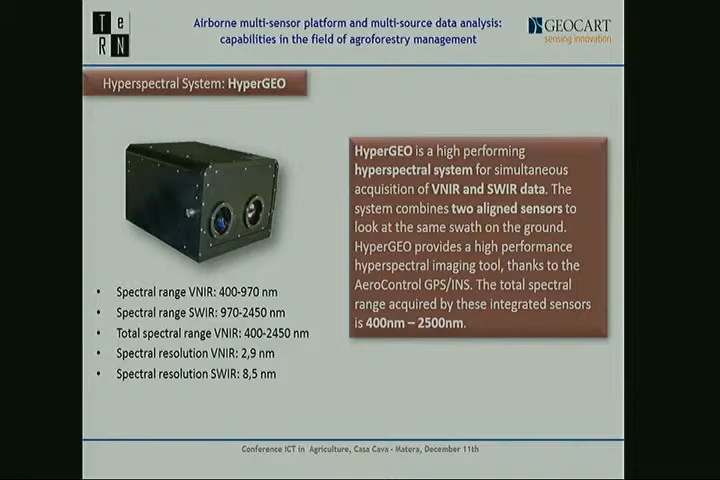 TeRN
Airborne multi-sensor platform and multi-source data analysis:
capabilities in the field of agroforestry management
GEOCART
sensing innovation
Hyperspectral System: HyperGEO
HyperGEO is a high performing
hyperspectral system for simultaneous
acquisition of VNIR and SWIR data. The
system combines two aligned sensors to
look at the same swath on the ground.
HyperGEO provides a high performance
hyperspectral imaging tool, thanks to the
AeroControl GPS/INS. The total spectral
range acquired by these integrated sensors
is 400nm – 2500nm.
• Spectral range VNIR: 400-970 nm
• Spectral range SWIR: 970-2450 nm
• Total spectral range VNIR: 400-2450 nm
• Spectral resolution VNIR: 2,9 nm
• Spectral resolution SWIR: 8,5 nm
Conference ICT in Agriculture, Casa Cava - Matera, December 11th